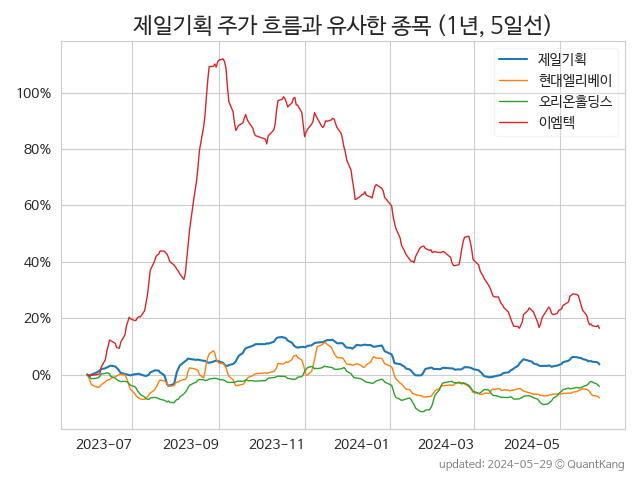 제일기획 주가 흐름과 유사한 종목 (1년, 5일선)
제일기획
현대엘리베이
오리온홀딩스
이엠텍
100%
80%
60%
40%
20%
0%
2023-07 2023-09 2023-11 2024-01 2024-03 2024-05
updated: 2024-05-29 © QuantKang